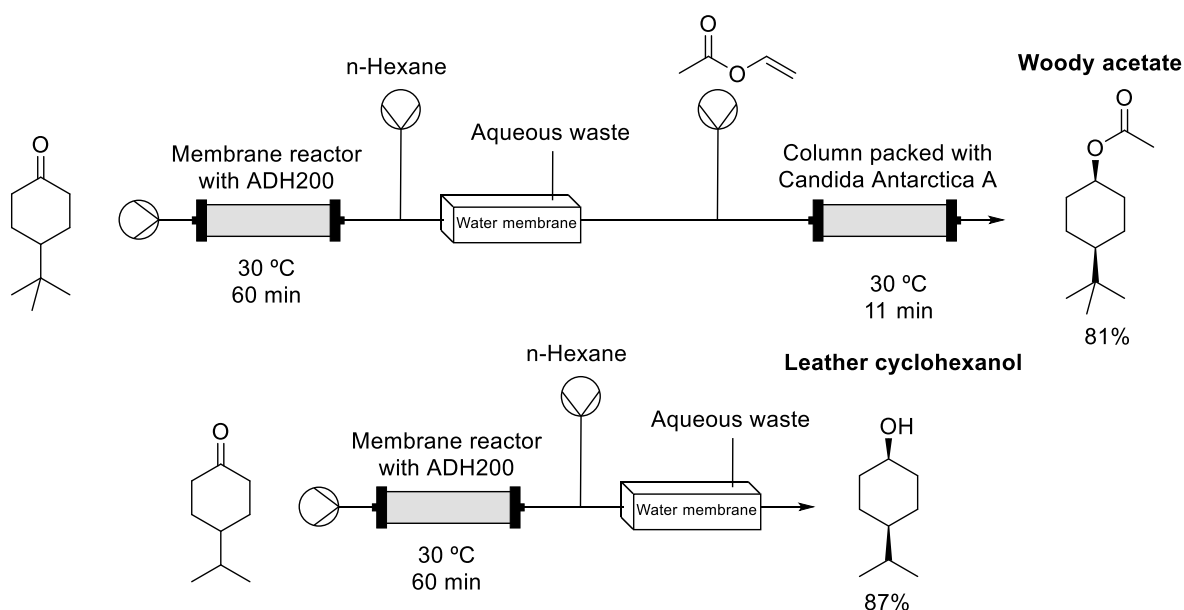 O
O
n-Hexane
Woody acetate
Aqueous waste
O
O
O
Membrane reactor
with ADH200
Column packed with
Candida Antarctica A
Water membrane
30 ºC
60 min
30 ºC
11 min
81%
n-Hexane
Leather cyclohexanol
Aqueous waste
O
OH
Membrane reactor
with ADH200
Water membrane
30 ºC
60 min
87%